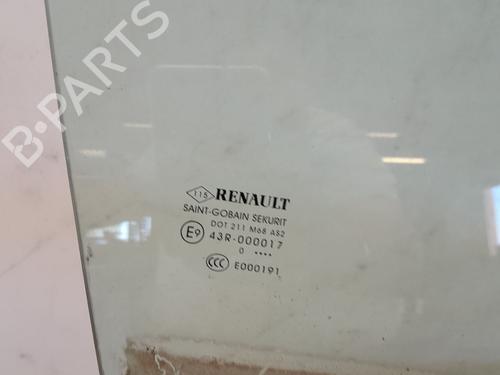 B-PARTS
115 RENAULT
SAINT-GOBAIN SEKURIT
DOT 211 M68 AS2
E9 43R-000017
0 ....
CCC E000191